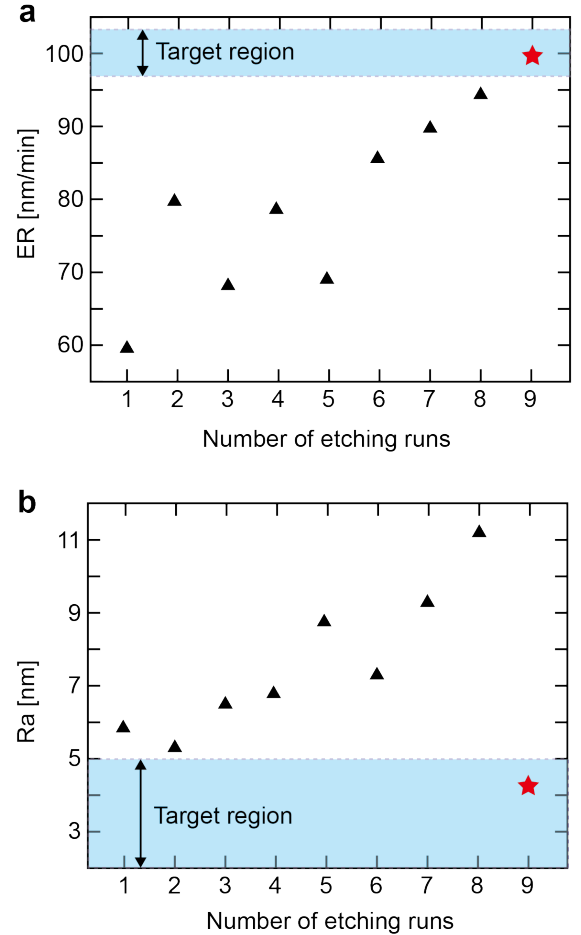 a
Target region
100
90
80
70
60
ER [nm/min]
1 2 3 4 5 6 7 8 9
Number of etching runs
b
11
9
7
5
3
Ra [nm]
Target region
1 2 3 4 5 6 7 8 9
Number of etching runs